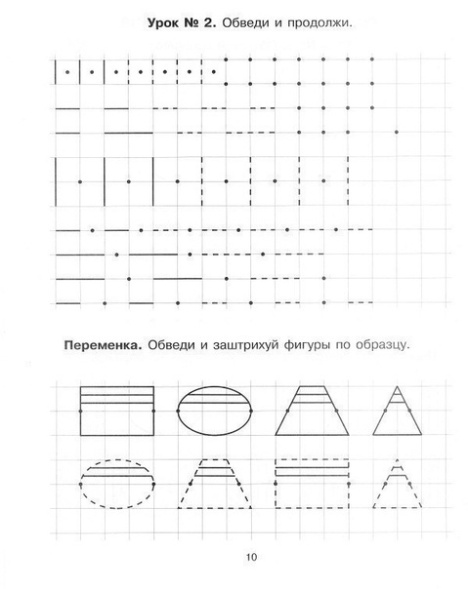 Урок № 2. Обведи и продолжи.
Переменка. Обведи и заштрихуй фигуры по образцу.
10